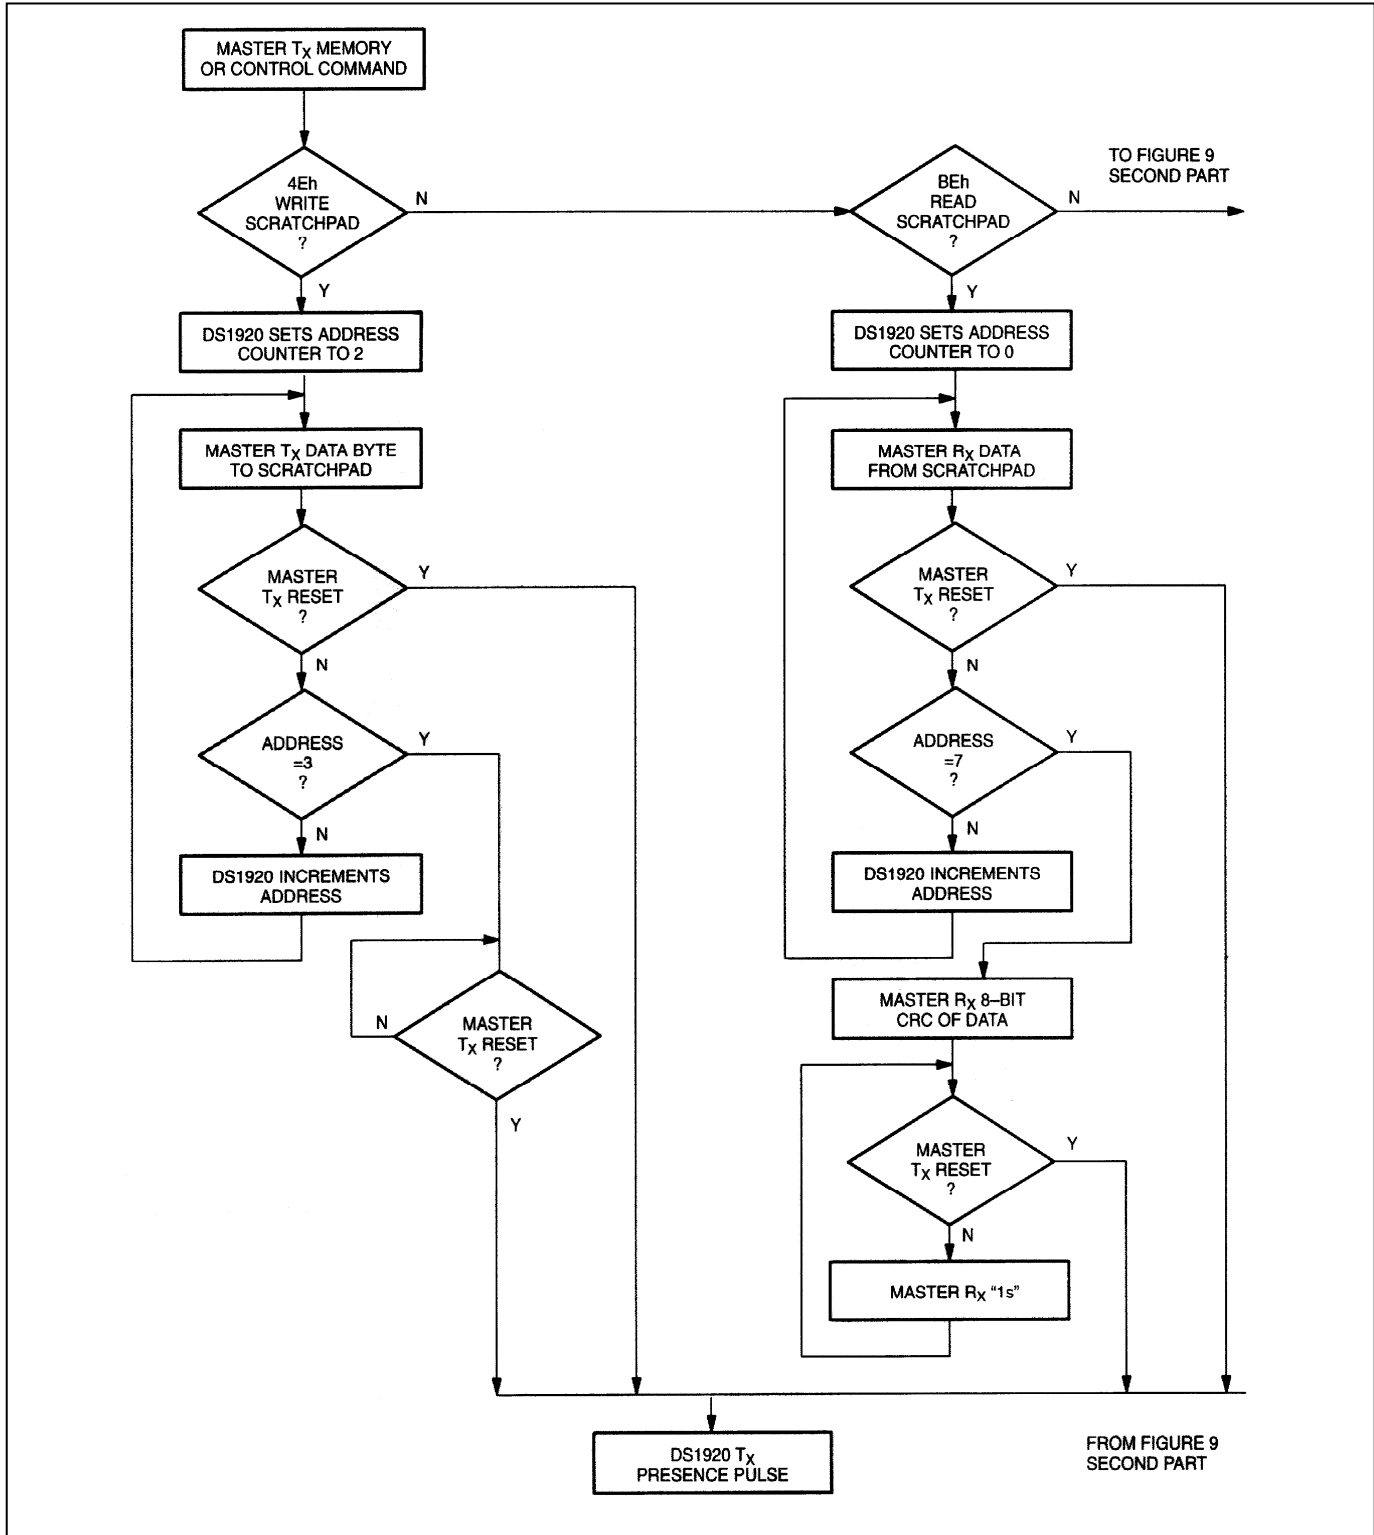 MASTER TX MEMORY
OR CONTROL COMMAND
4Eh
WRITE
SCRATCHPAD
?
N
Y
BEh
READ
SCRATCHPAD
?
N
Y
TO FIGURE 9
SECOND PART
DS1920 SETS ADDRESS
COUNTER TO 2
MASTER TX DATA BYTE
TO SCRATCHPAD
MASTER
TX RESET
?
Y
N
ADDRESS
=3
?
Y
N
DS1920 INCREMENTS
ADDRESS
MASTER
TX RESET
?
N
Y
DS1920 SETS ADDRESS
COUNTER TO 0
MASTER RX DATA
FROM SCRATCHPAD
MASTER
TX RESET
?
Y
N
ADDRESS
=7
?
Y
N
DS1920 INCREMENTS
ADDRESS
MASTER RX 8–BIT
CRC OF DATA
MASTER
TX RESET
?
Y
N
MASTER RX “1s”
DS1920 TX
PRESENCE PULSE
FROM FIGURE 9
SECOND PART